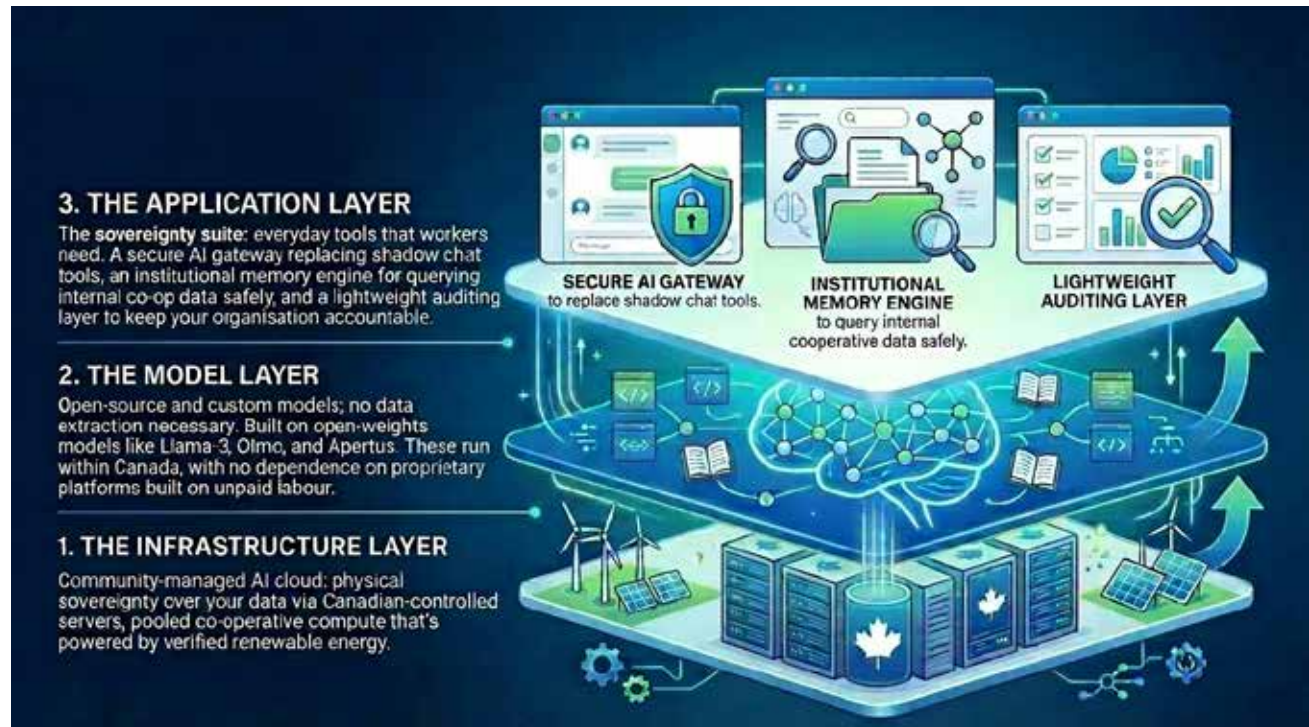 3. THE APPLICATION LAYER
The sovereignty suite: everyday tools that workers
need. A secure AI gateway replacing shadow chat
tools, an institutional memory engine for querying
internal co-op data safely, and a lightweight auditing
layer to keep your organisation accountable.
2. THE MODEL LAYER
Open-source and custom models; no data
extraction necessary. Built on open-weights
models like Llama-3, Olmo, and Apertus. These run
within Canada, with no dependence on proprietary
platforms built on unpaid labour.
1. THE INFRASTRUCTURE LAYER
Community-managed AI cloud: physical
sovereignty over your data via Canadian-controlled
servers, pooled co-operative compute that's
powered by verified renewable energy.
SECURE AI GATEWAY
to replace shadow chat tools.
INSTITUTIONAL
MEMORY ENGINE
to query internal
cooperative data safely.
LIGHTWEIGHT
AUDITING LAYER